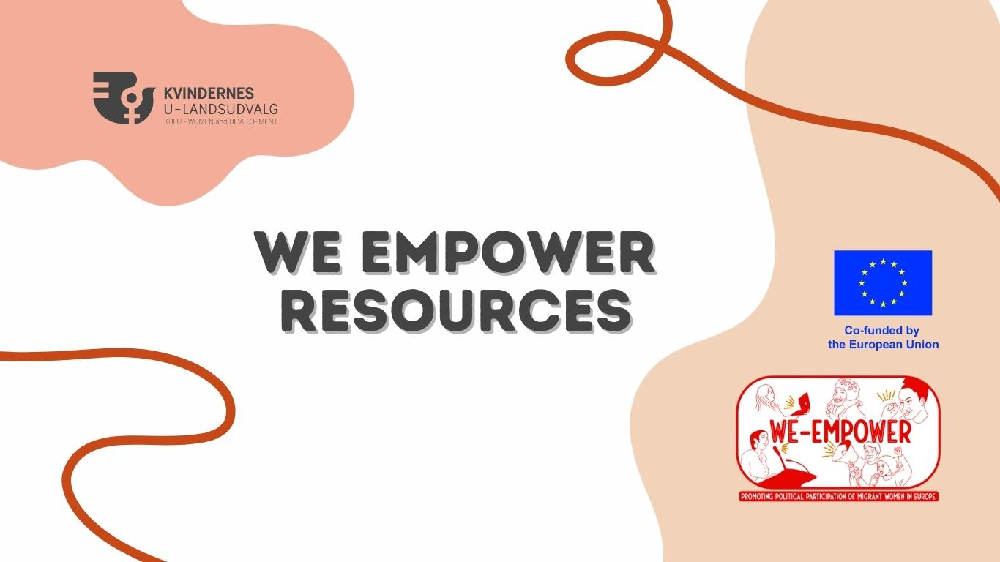 KVINDERNES
U-LANDSUDVALG
KULU - WOMEN and DEVELOPMENT
WE EMPOWER
RESOURCES
Co-funded by
the European Union
WE-EMPOWER
PROMOTING POLITICAL PARTICIPATION OF MIGRANT WOMEN IN EUROPE